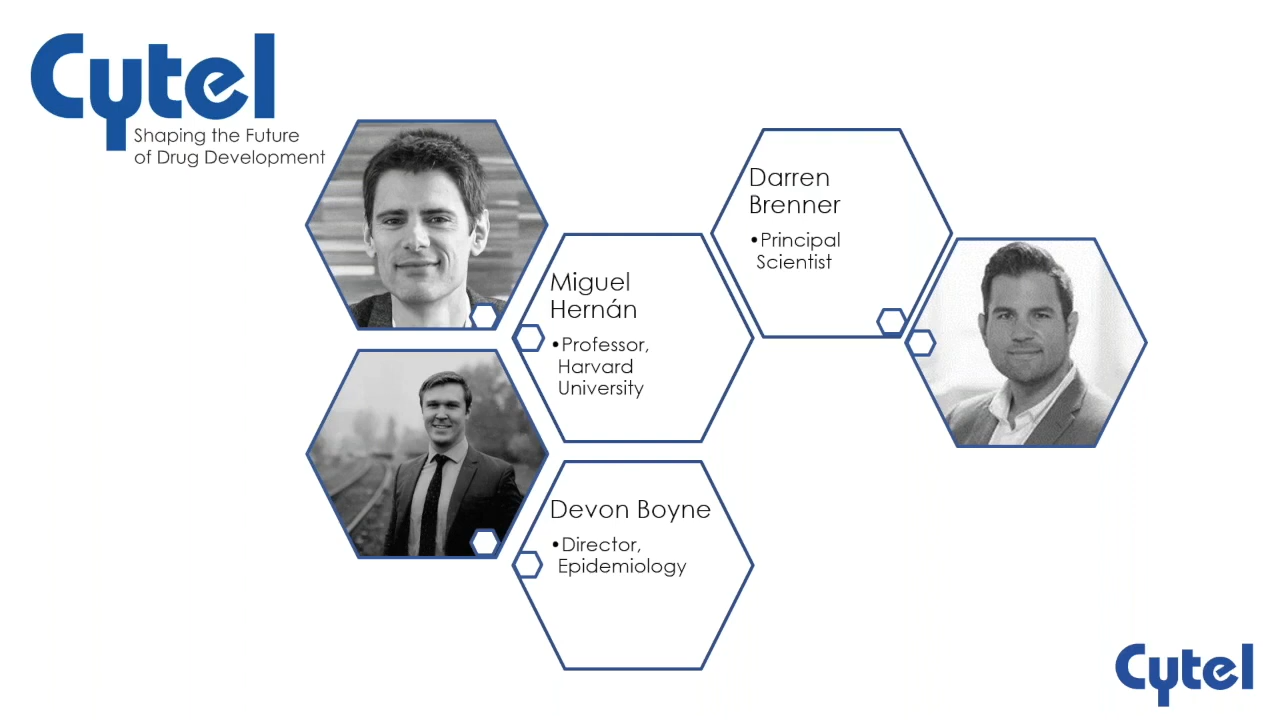 Cytel
Shaping the Future
of Drug Development
Miguel
Hernán
•Professor,
Harvard
University
Darren
Brenner
•Principal
Scientist
Devon Boyne
•Director,
Epidemiology
Cytel